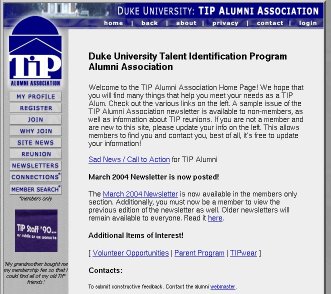 DUKE UNIVERSITY: TIP ALUMNI ASSOCIATION
home | back | about | privacy | contact | login
TiP
ALUMNI ASSOCIATION
MY PROFILE
REGISTER
JOIN
WHY JOIN
SITE NEWS
REUNION
NEWSLETTERS
CONNECTIONS*
MEMBER SEARCH*
*members only
TIP Staff '90...
"My grandmother bought me my membership fee so that I could find all of my old TIP friends"
Duke University Talent Identification Program
Alumni Association
Welcome to the TIP Alumni Association Home Page! We hope that
you will find many things that help you meet your needs as a TIP
Alum. Check out the various links on the left. A sample issue of the
TIP Alumni Association newsletter is available to non-members, as
well as information about TIP reunions. If you are not a member and
are new to this site, please update your info on the left. This allows
members to find you and contact you, best of all, it's free to update
your information!
Sad News / Call to Action for TIP Alumni
March 2004 Newsletter is now posted!
The March 2004 Newsletter is now available in the members only
section. Additionally, you must now be a member to view the
previous edition of the newsletter as well. Older newsletters will
remain available to everyone. Read it here.
Additional Items of Interest!
[ Volunteer Opportunities | Parent Program | TIPwear ]
Contacts:
To submit constructive feedback. Contact the alumni webmaster.